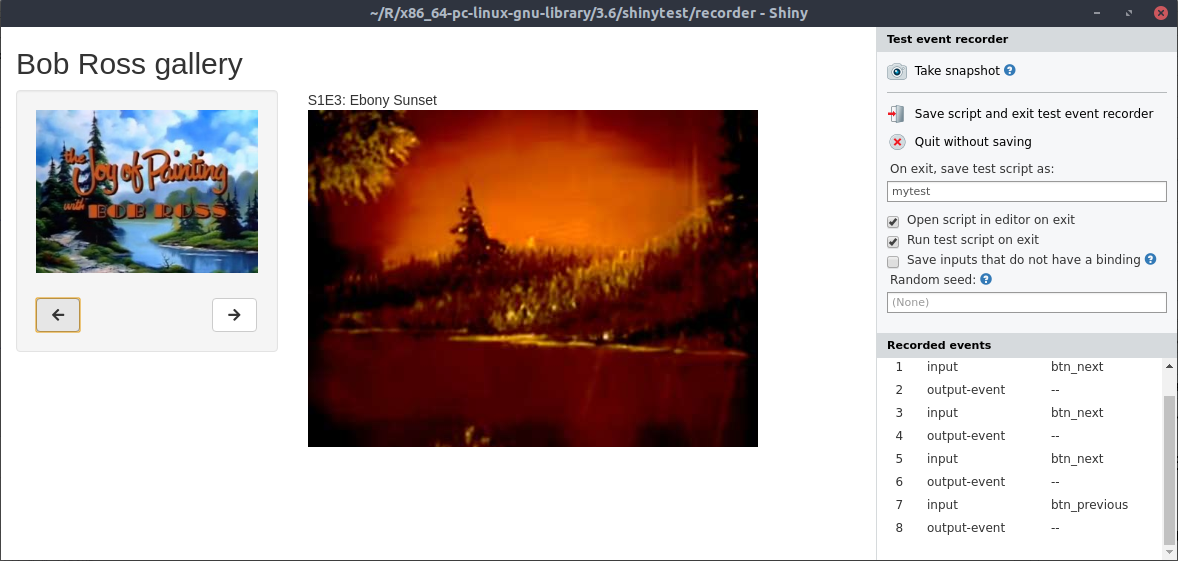 ~/R/x86_64-pc-linux-gnu-library/3.6/shinytest/recorder - Shiny
Bob Ross gallery
the
Joy of Painting
with BOB ROSS
S1E3: Ebony Sunset
Test event recorder
Take snapshot ?
Save script and exit test event recorder
Quit without saving
On exit, save test script as:
mytest
Open script in editor on exit
Run test script on exit
Save inputs that do not have a binding ?
Random seed: ?
(None)
Recorded events
1 input btn_next
2 output-event --
3 input btn_next
4 output-event --
5 input btn_next
6 output-event --
7 input btn_previous
8 output-event --